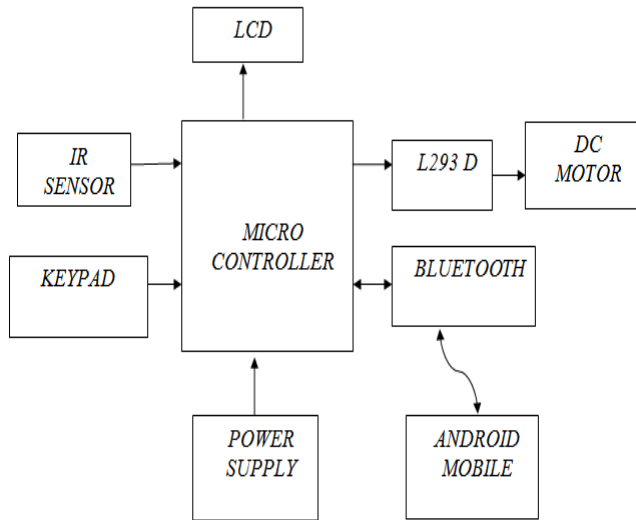 LCD
IR
SENSOR
L293 D
DC
MOTOR
MICRO
CONTROLLER
KEYPAD
BLUETOOTH
POWER
SUPPLY
ANDROID
MOBILE